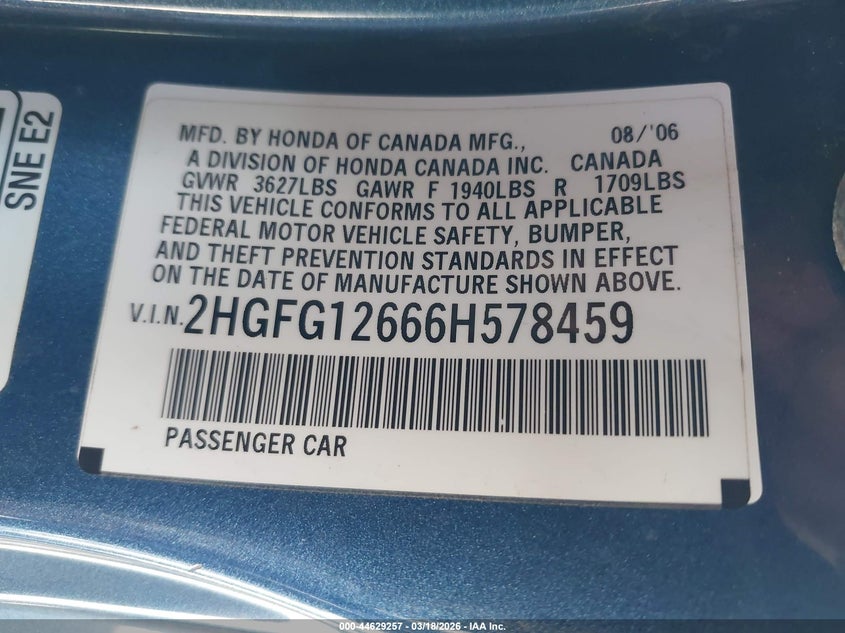 SNE E2
MFD. BY HONDA OF CANADA MFG., 08/'06
A DIVISION OF HONDA CANADA INC. CANADA
GVWR 3627LBS GAWR F 1940LBS R 1709LBS
THIS VEHICLE CONFORMS TO ALL APPLICABLE
FEDERAL MOTOR VEHICLE SAFETY, BUMPER,
AND THEFT PREVENTION STANDARDS IN EFFECT
ON THE DATE OF MANUFACTURE SHOWN ABOVE.
V.I.N. 2HGFG12666H578459
PASSENGER CAR
000-44629257 - 03/18/2026 - IAA Inc.